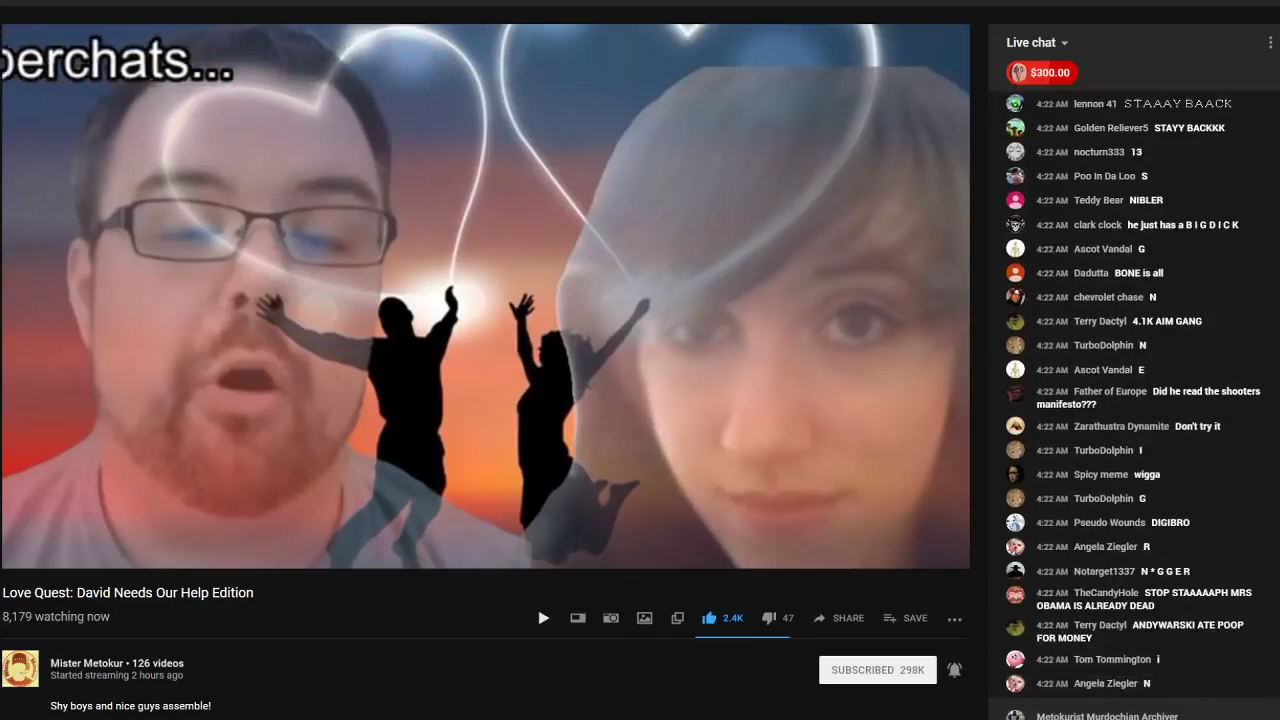 perchats...
Live chat
$300.00
4:22 AM lennon 41 STAAAY BAACK
4:22 AM Golden Reliever5 STAYY BACKKK
4:22 AM nocturn333 13
4:22 AM Poo In Da Loo S
4:22 AM Teddy Bear NIBLER
4:22 AM clark clock he just has a B I G D I C K
4:22 AM Ascot Vandal G
4:22 AM Dadutta BONE is all
4:22 AM chevrolet chase N
4:22 AM Terry Dactyl 4.1K AIM GANG
4:22 AM TurboDolphin N
4:22 AM Ascot Vandal E
4:22 AM Father of Europe Did he read the shooters
manifesto???
4:22 AM Zarathustra Dynamite Don't try it
4:22 AM TurboDolphin I
4:22 AM Spicy meme wigga
4:22 AM TurboDolphin G
4:22 AM Pseudo Wounds DIGIBRO
4:22 AM Angela Ziegler R
4:22 AM Notarget1337 N * G G E R
4:22 AM TheCandyHole STOP STAAAAAPH MRS
OBAMA IS ALREADY DEAD
4:22 AM Terry Dactyl ANDYWARSKI ATE POOP
FOR MONEY
4:22 AM Tom Tommington i
4:22 AM Angela Ziegler N
Metokurist Murdochian Archiver
Love Quest: David Needs Our Help Edition
8,179 watching now
2.4K
47
SHARE
SAVE
Mister Metokur • 126 videos
Started streaming 2 hours ago
SUBSCRIBED 298K
Shy boys and nice guys assemble!